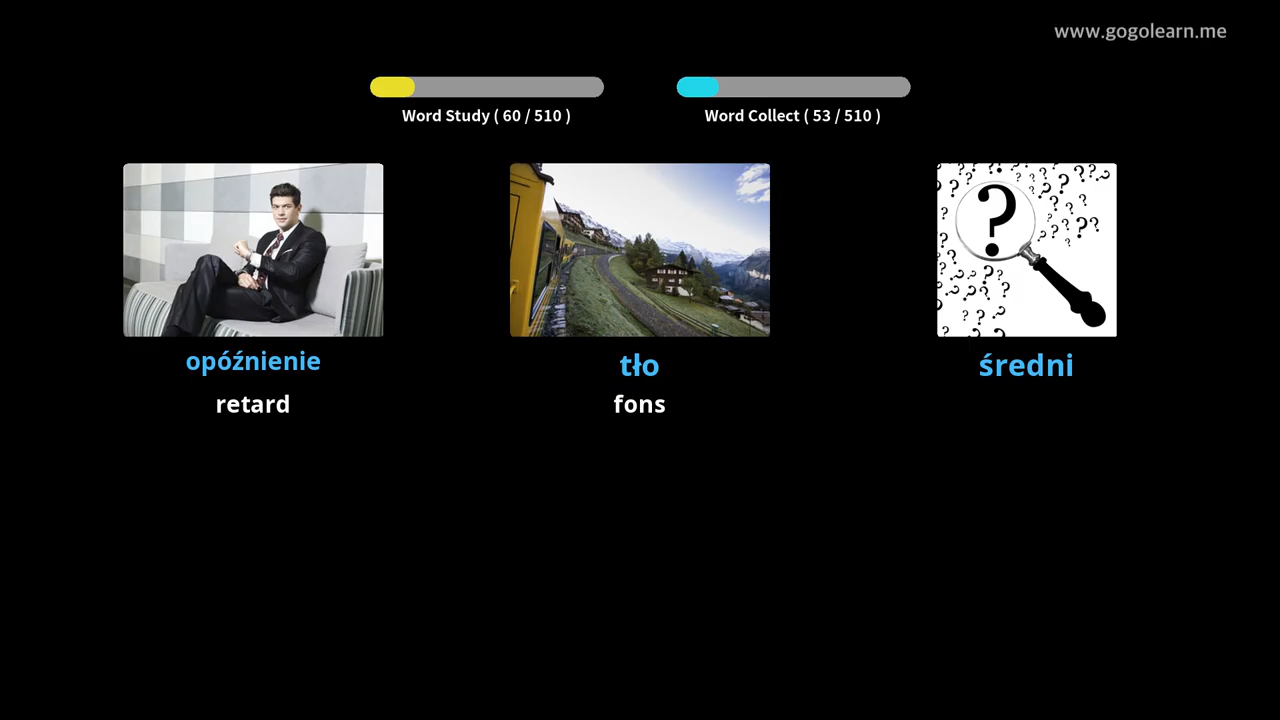 www.gogolearn.me
Word Study ( 60 / 510 )
Word Collect ( 53 / 510 )
opóźnienie
retard
tło
fons
średni